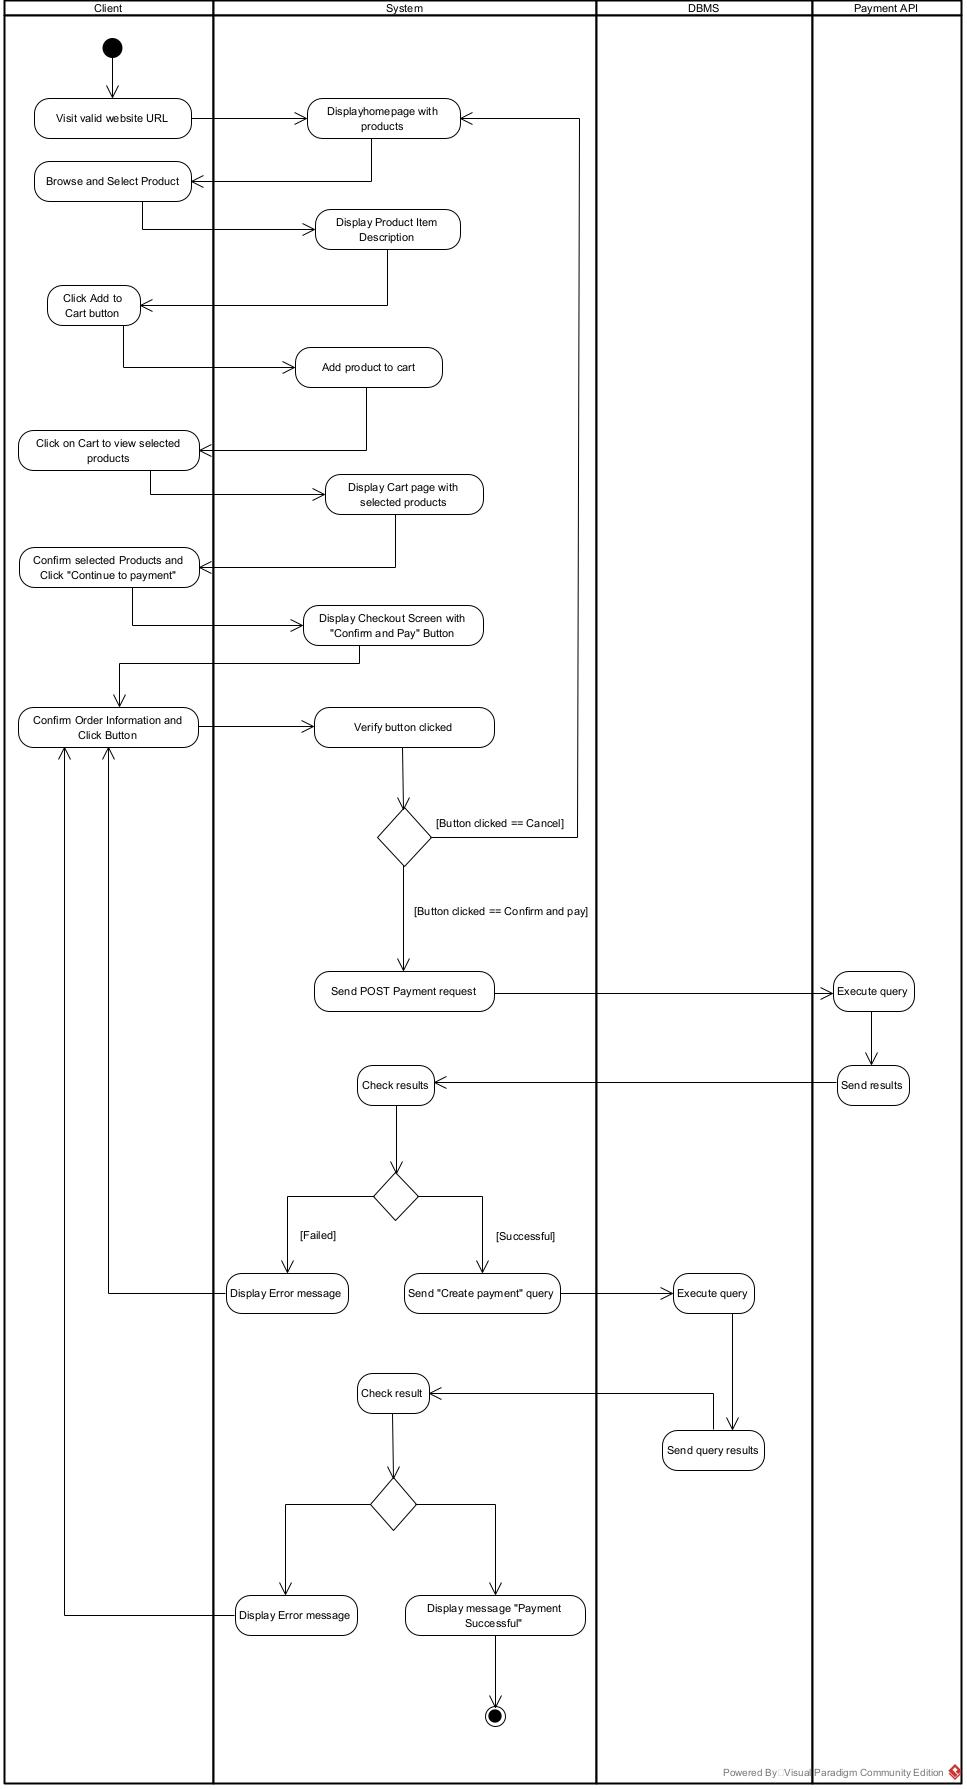 Client
System
DBMS
Payment API
Visit valid website URL
Displayhomepage with
products
Browse and Select Product
Display Product Item
Description
Click Add to
Cart button
Add product to cart
Click on Cart to view selected
products
Display Cart page with
selected products
Confirm selected Products and
Click "Continue to payment"
Display Checkout Screen with
"Confirm and Pay" Button
Confirm Order Information and
Click Button
Verify button clicked
[Button clicked == Cancel]
[Button clicked == Confirm and pay]
Send POST Payment request
Execute query
Check results
Send results
[Failed]
[Successful]
Display Error message
Send "Create payment" query
Execute query
Check result
Send query results
Display Error message
Display message "Payment
Successful"
Powered By Visual Paradigm Community Edition